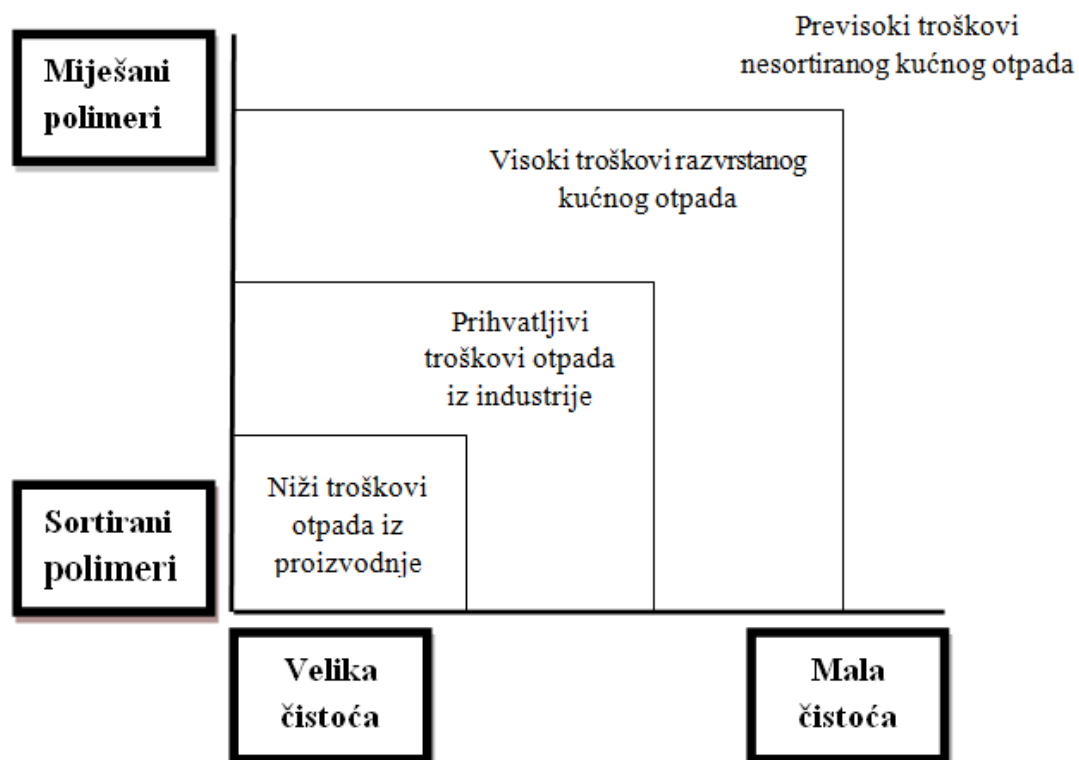 Previsoki troškovi
nesortiranog kućnog otpada
Miješani
polimeri
Visoki troškovi razvrstanog
kućnog otpada
Prihvatljivi
troškovi otpada
iz industrije
Niži troškovi
otpada iz
proizvodnje
Sortirani
polimeri
Velika
čistoća
Mala
čistoća